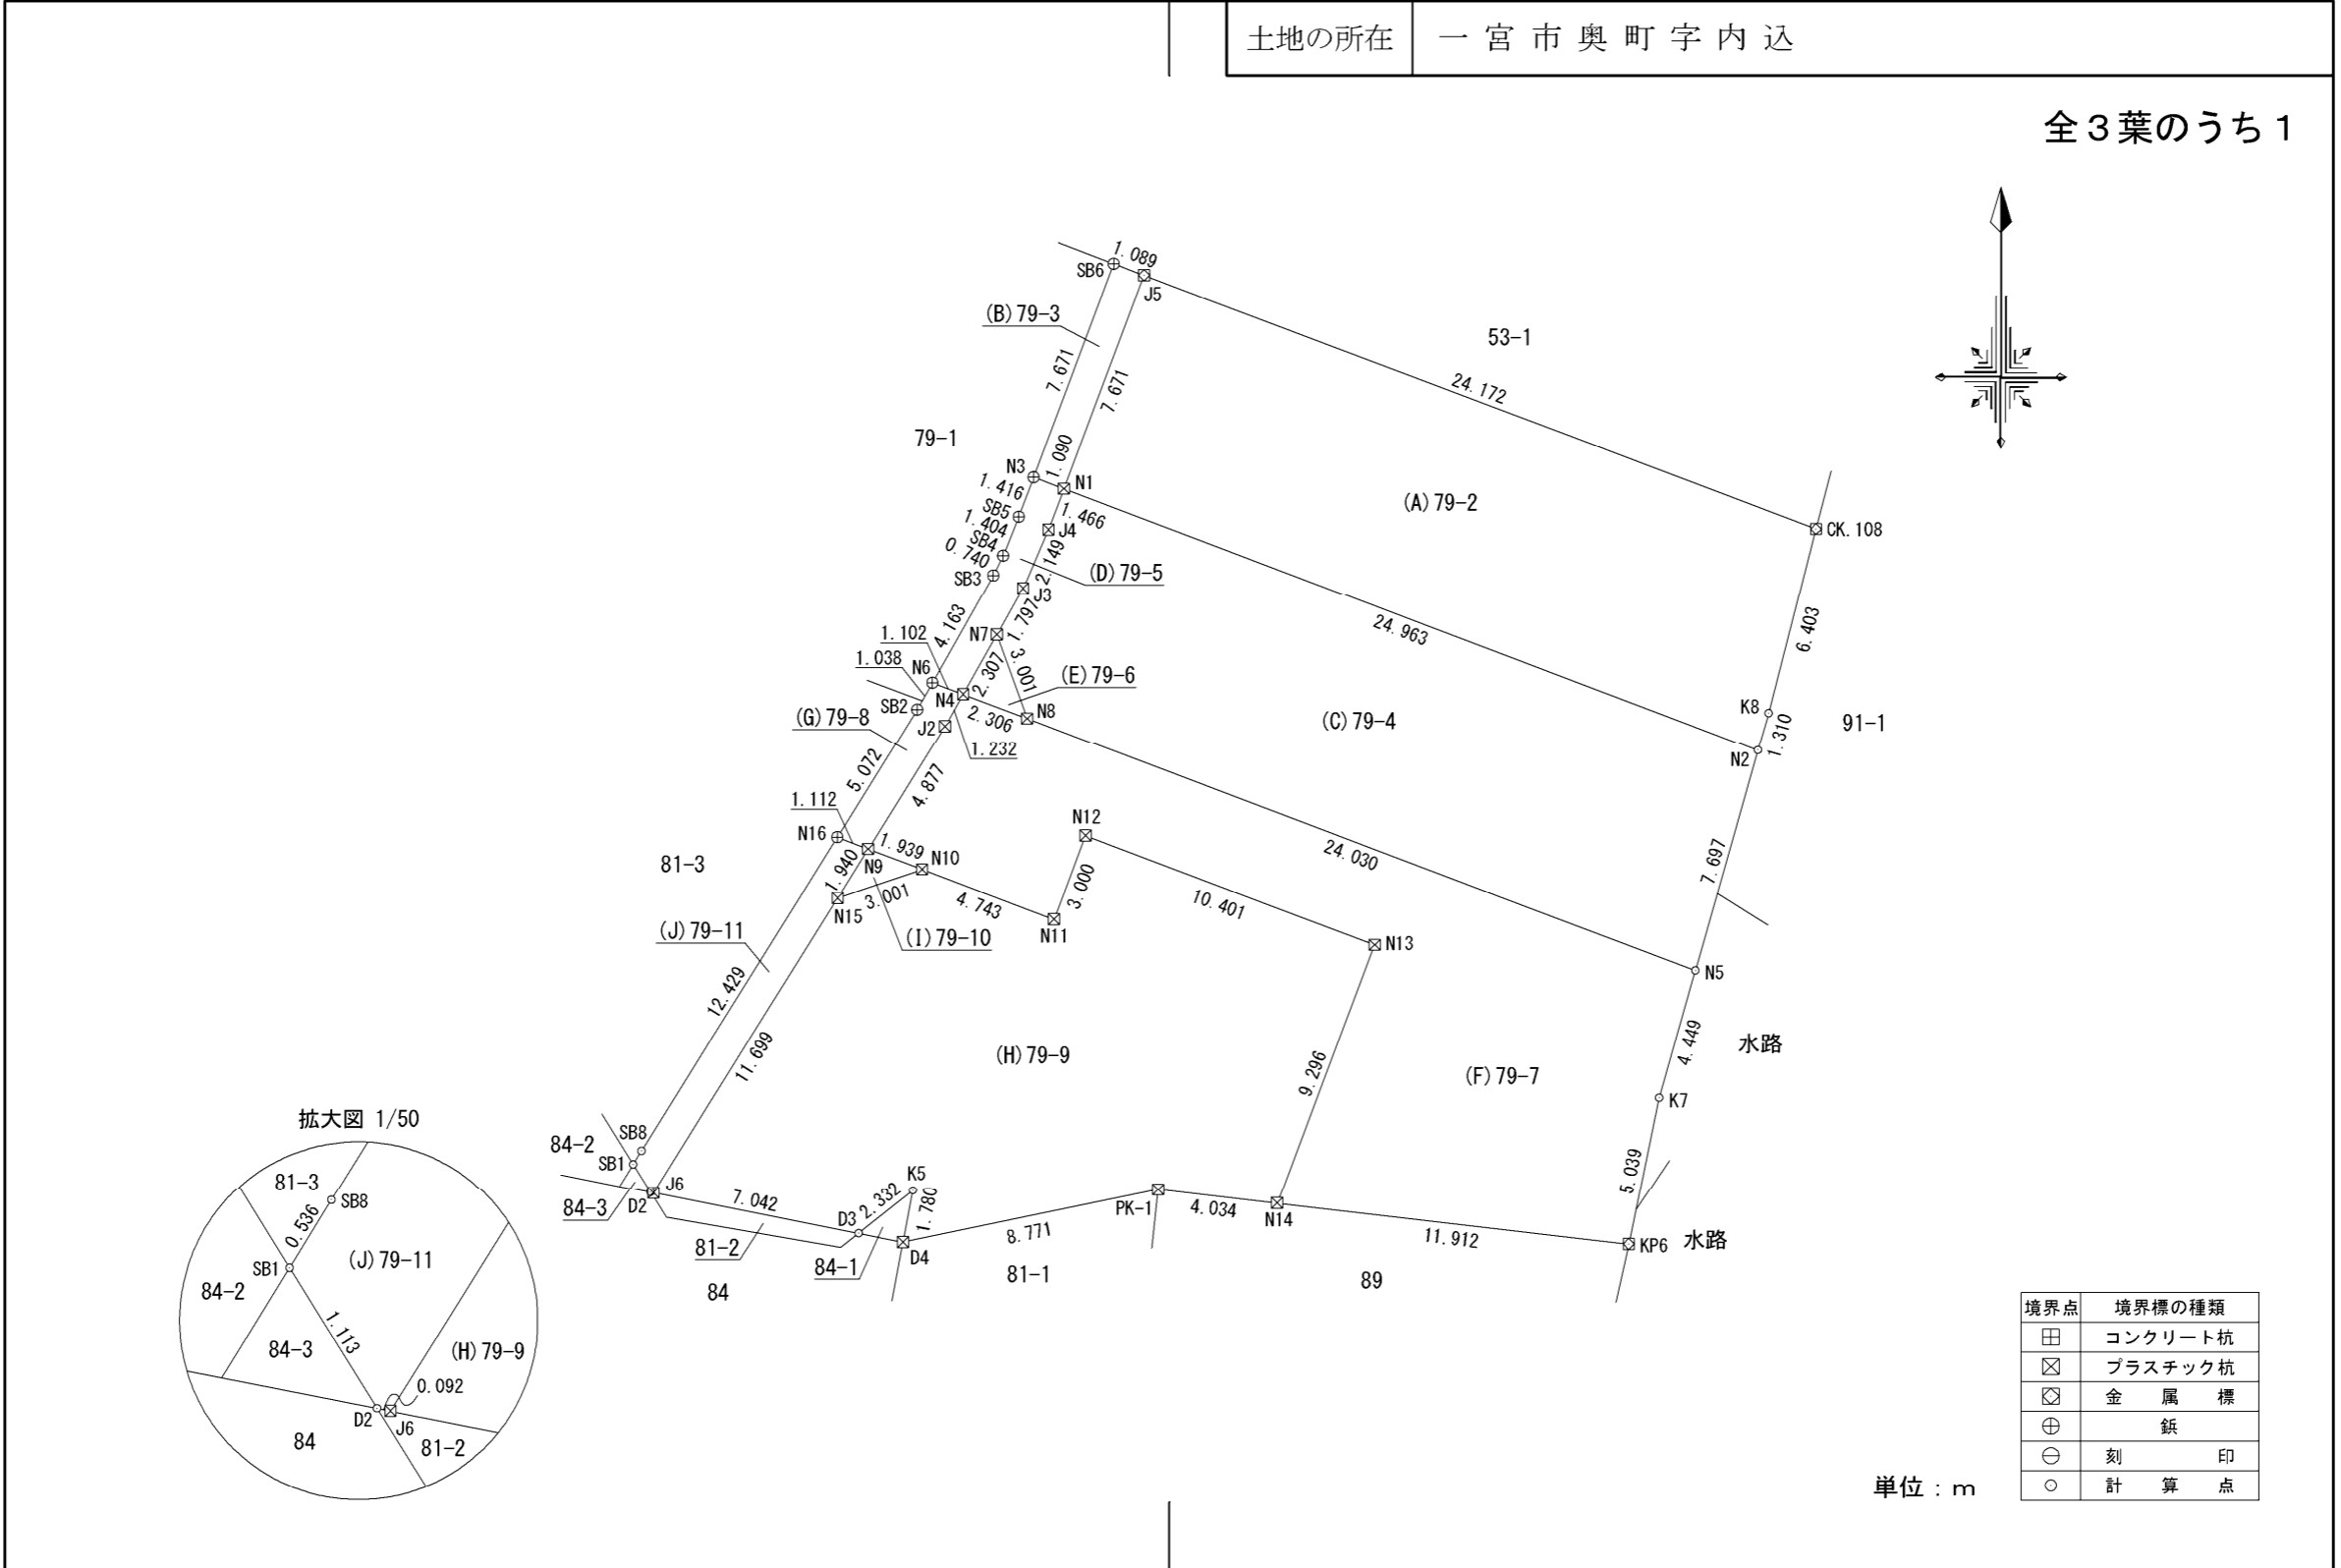 土地の所在 一宮市奥町字内込
全3葉のうち1
SB6
1.089
J5
(B)79-3
53-1
7.671
7.671
24.172
79-1
N3
1.090
N1
1.416
(A)79-2
SB5
1.466
J4
CK.108
1.404
SB4
0.740
2.149
(D)79-5
SB3
J3
1.797
4.163
24.963
6.403
1.102
N7
3.001
1.038
N6
2.307
(E)79-6
N4
SB2
(G)79-8
2.306
N8
(C)79-4
K8
91-1
J2
1.310
1.232
N2
5.072
4.877
1.112
N12
N16
1.939
N10
24.030
7.697
81-3
1.940
N9
3.000
3.001
N15
4.743
10.401
(J)79-11
(I)79-10
N11
N13
N5
12.429
4.449
水路
11.699
(H)79-9
9.296
(F)79-7
K7
拡大図 1/50
84-2
SB8
SB1
5.039
81-3
SB8
J6
K5
7.042
2.332
1.780
84-3
D2
D3
PK-1
4.034
N14
0.536
8.771
11.912
KP6
水路
(J)79-11
81-2
84-1
D4
SB1
84-2
84
81-1
89
1.113
84-3
(H)79-9
0.092
D2
J6
84
81-2
境界点 境界標の種類
コンクリート杭
プラスチック杭
金属標
鋲
刻印
計算点
単位：m